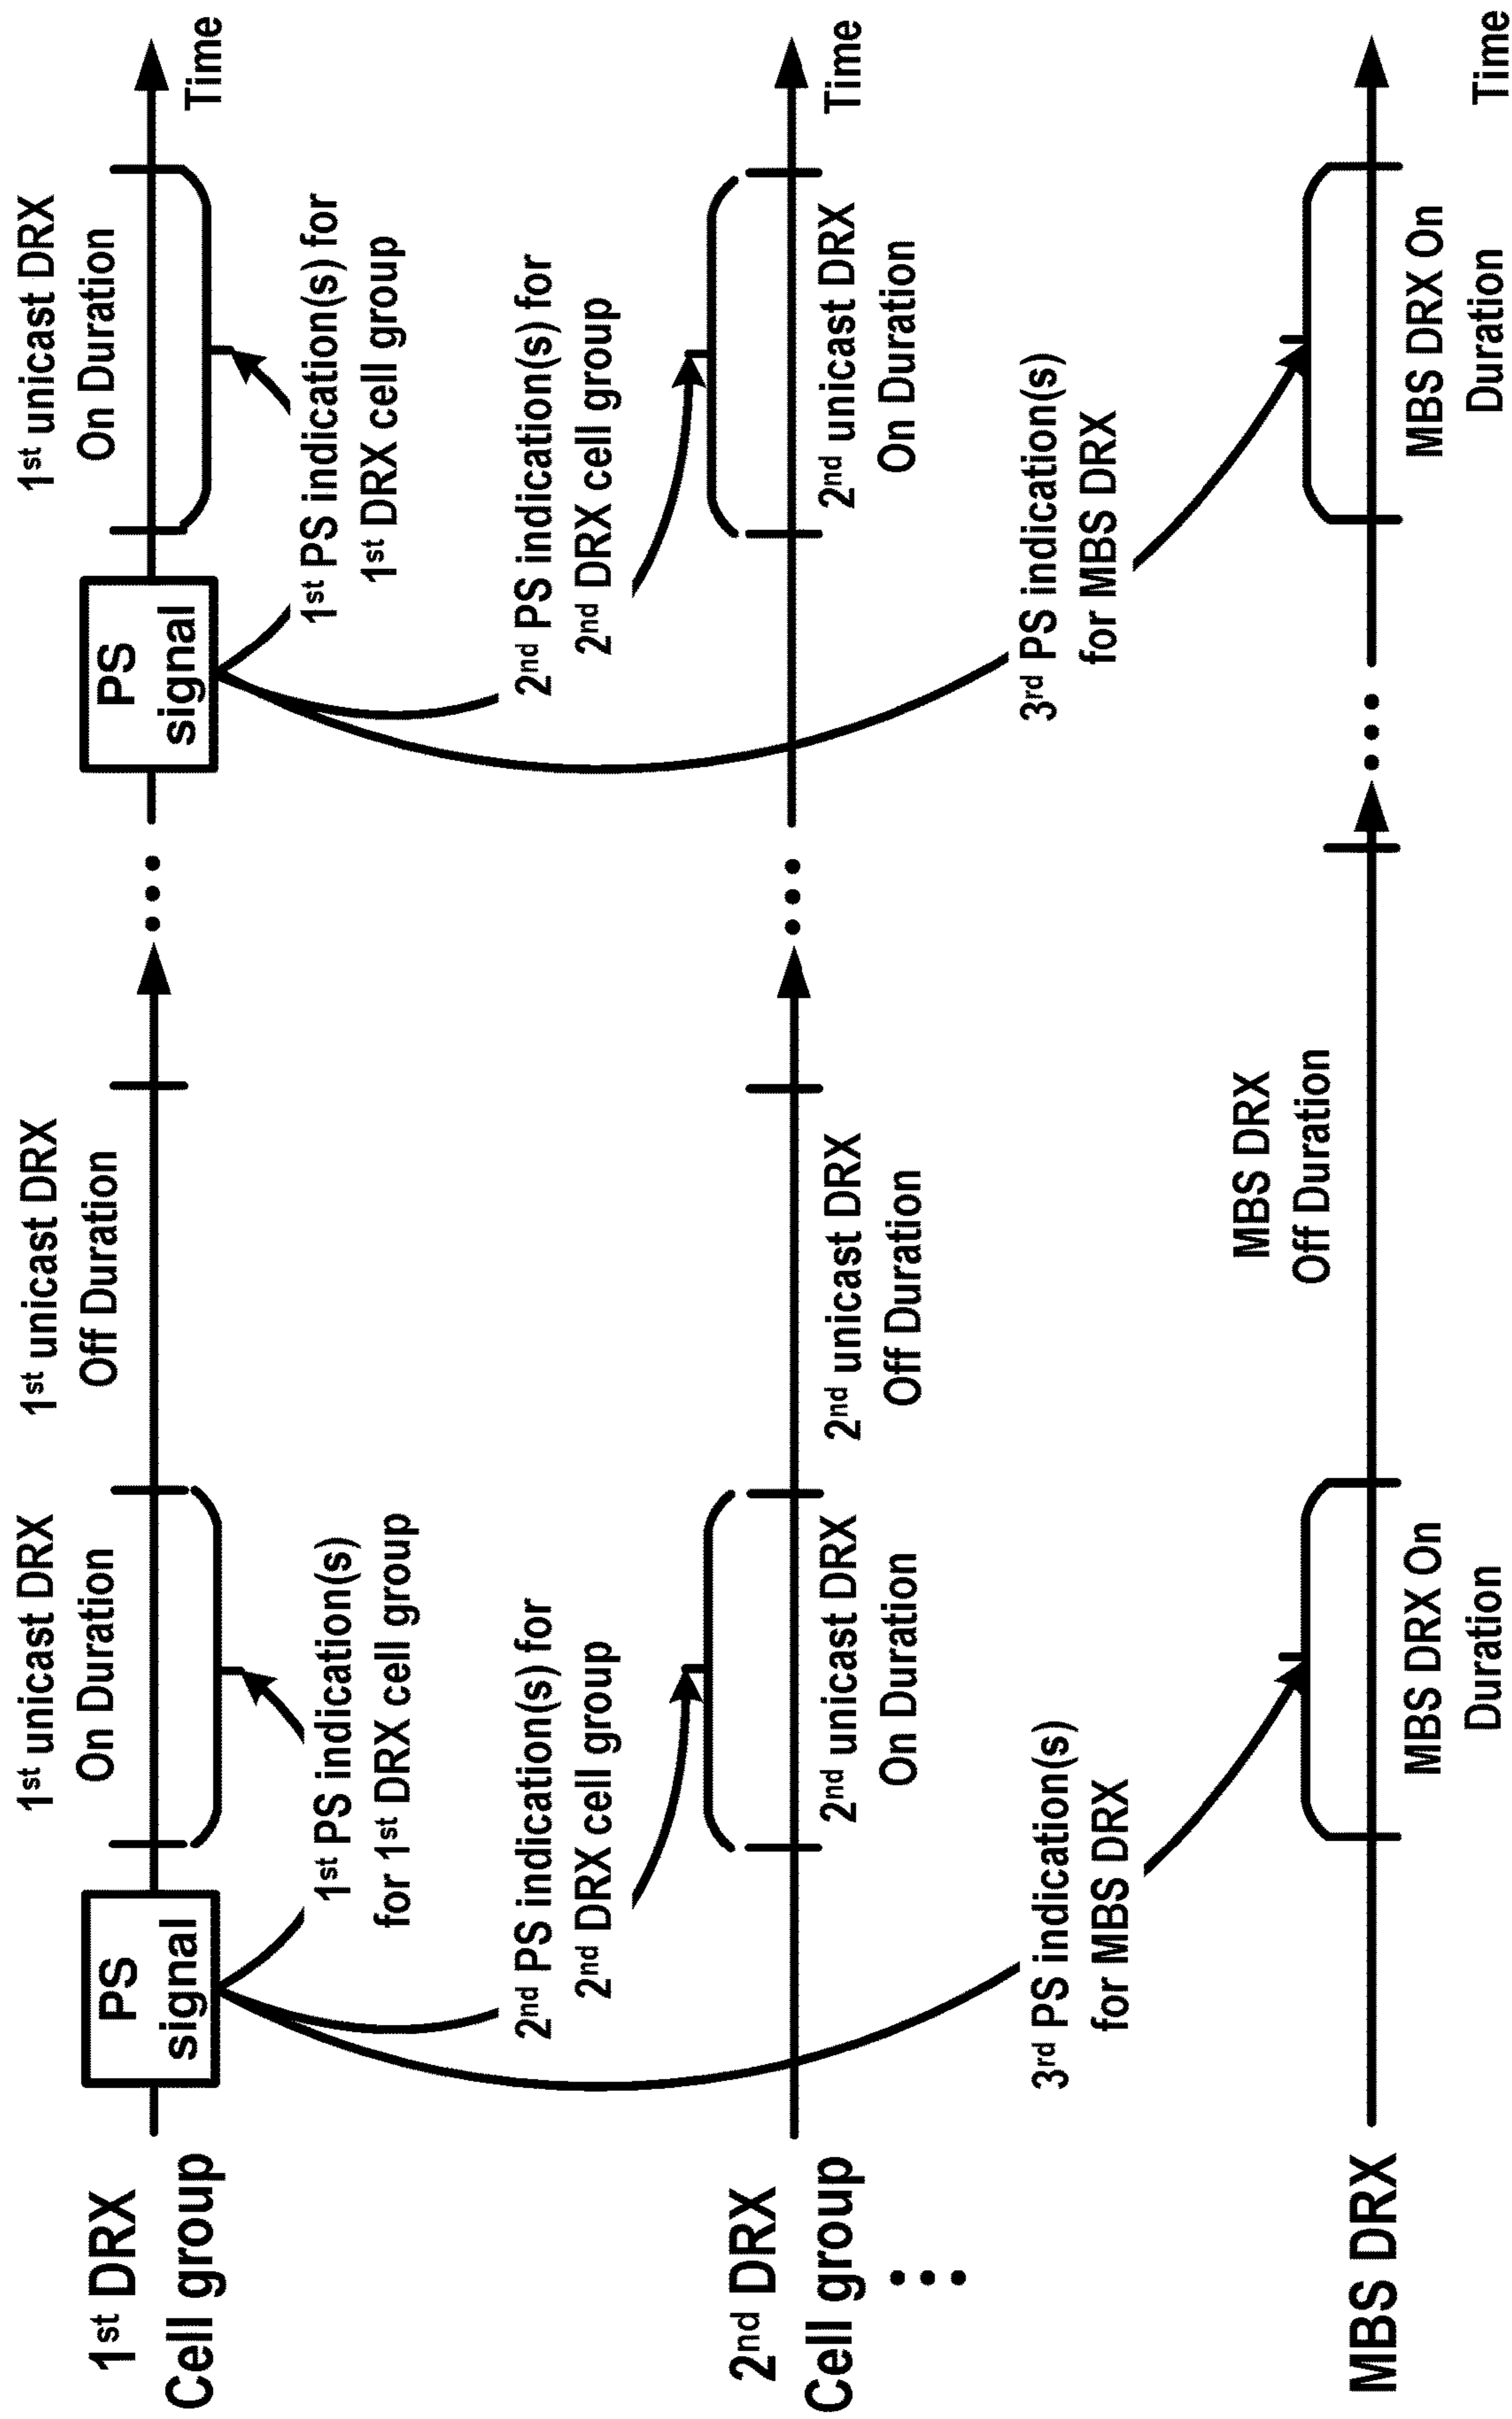 1st DRX
Cell group
PS
signal
1st unicast DRX
On Duration
1st unicast DRX
Off Duration
PS
signal
1st unicast DRX
On Duration
Time
1st PS indication(s)
for 1st DRX cell group
1st PS indication(s) for
1st DRX cell group
2nd PS indication(s) for
2nd DRX cell group
2nd PS indication(s) for
2nd DRX cell group
2nd DRX
Cell group
2nd unicast DRX
On Duration
2nd unicast DRX
Off Duration
2nd unicast DRX
On Duration
Time
3rd PS indication(s)
for MBS DRX
3rd PS indication(s)
for MBS DRX
MBS DRX
MBS DRX On
Duration
MBS DRX
Off Duration
MBS DRX On
Duration
Time